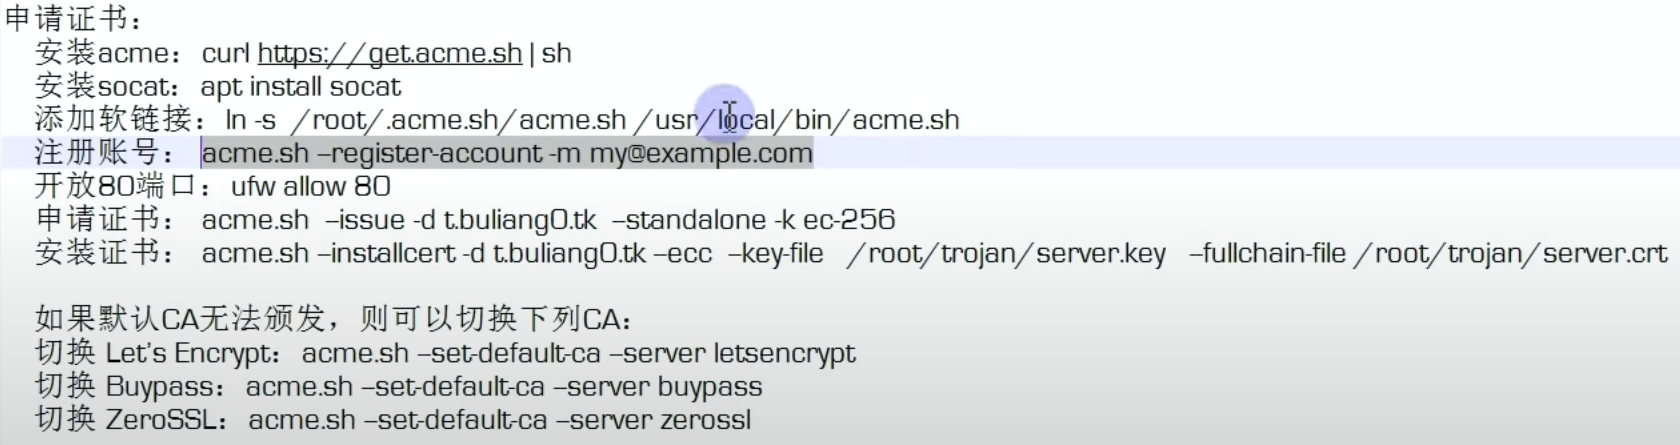 申请证书：
安装acme：curl https://get.acme.sh | sh
安装socat：apt install socat
添加软链接：ln -s /root/.acme.sh/acme.sh /usr/local/bin/acme.sh
注册账号：acme.sh –register-account -m my@example.com
开放80端口：ufw allow 80
申请证书：acme.sh –issue -d t.buliang0.tk –standalone -k ec-256
安装证书：acme.sh –installcert -d t.buliang0.tk –ecc –key-file /root/trojan/server.key –fullchain-file /root/trojan/server.crt
如果默认CA无法颁发，则可以切换下列CA：
切换 Let's Encrypt：acme.sh –set-default-ca –server letsencrypt
切换 Buypass：acme.sh –set-default-ca –server buypass
切换 ZeroSSL：acme.sh –set-default-ca –server zerossl